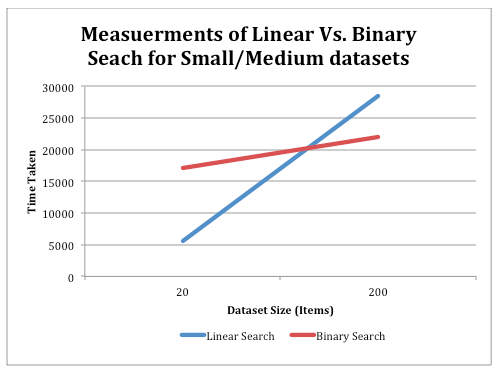 Measuerments of Linear Vs. Binary
Seach for Small/Medium datasets
30000
25000
20000
15000
10000
5000
0
Time Taken
20
200
Dataset Size (Items)
Linear Search
Binary Search